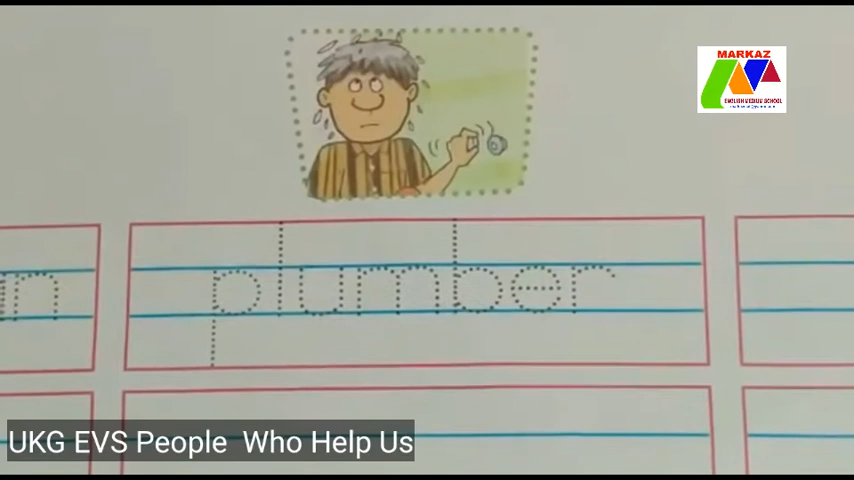 MARKAZ
ENGLISH MEDIUM SCHOOL
n
plumber
UKG EVS People Who Help Us